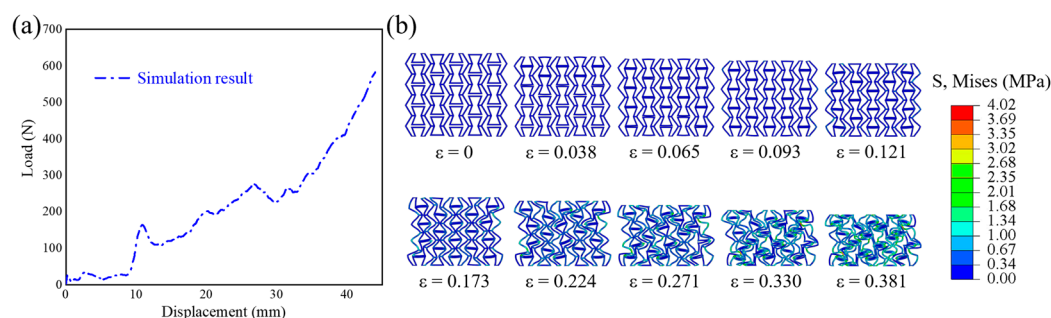 (a)
700
600
500
400
300
200
100
0
Load (N)
Simulation result
0
10
20
30
40
Displacement (mm)
(b)
ε = 0
ε = 0.038
ε = 0.065
ε = 0.093
ε = 0.121
ε = 0.173
ε = 0.224
ε = 0.271
ε = 0.330
ε = 0.381
S, Mises (MPa)
4.02
3.69
3.35
3.02
2.68
2.35
2.01
1.68
1.34
1.00
0.67
0.34
0.00